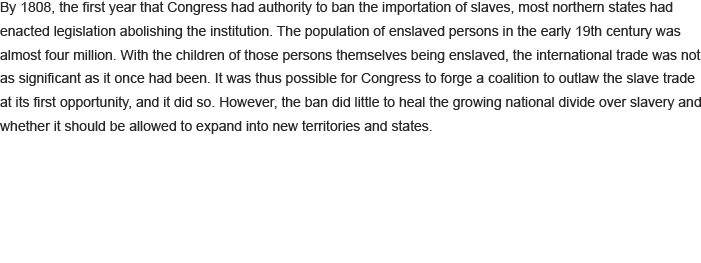 By 1808, the first year that Congress had authority to ban the importation of slaves, most northern states had
enacted legislation abolishing the institution. The population of enslaved persons in the early 19th century was
almost four million. With the children of those persons themselves being enslaved, the international trade was not
as significant as it once had been. It was thus possible for Congress to forge a coalition to outlaw the slave trade
at its first opportunity, and it did so. However, the ban did little to heal the growing national divide over slavery and
whether it should be allowed to expand into new territories and states.